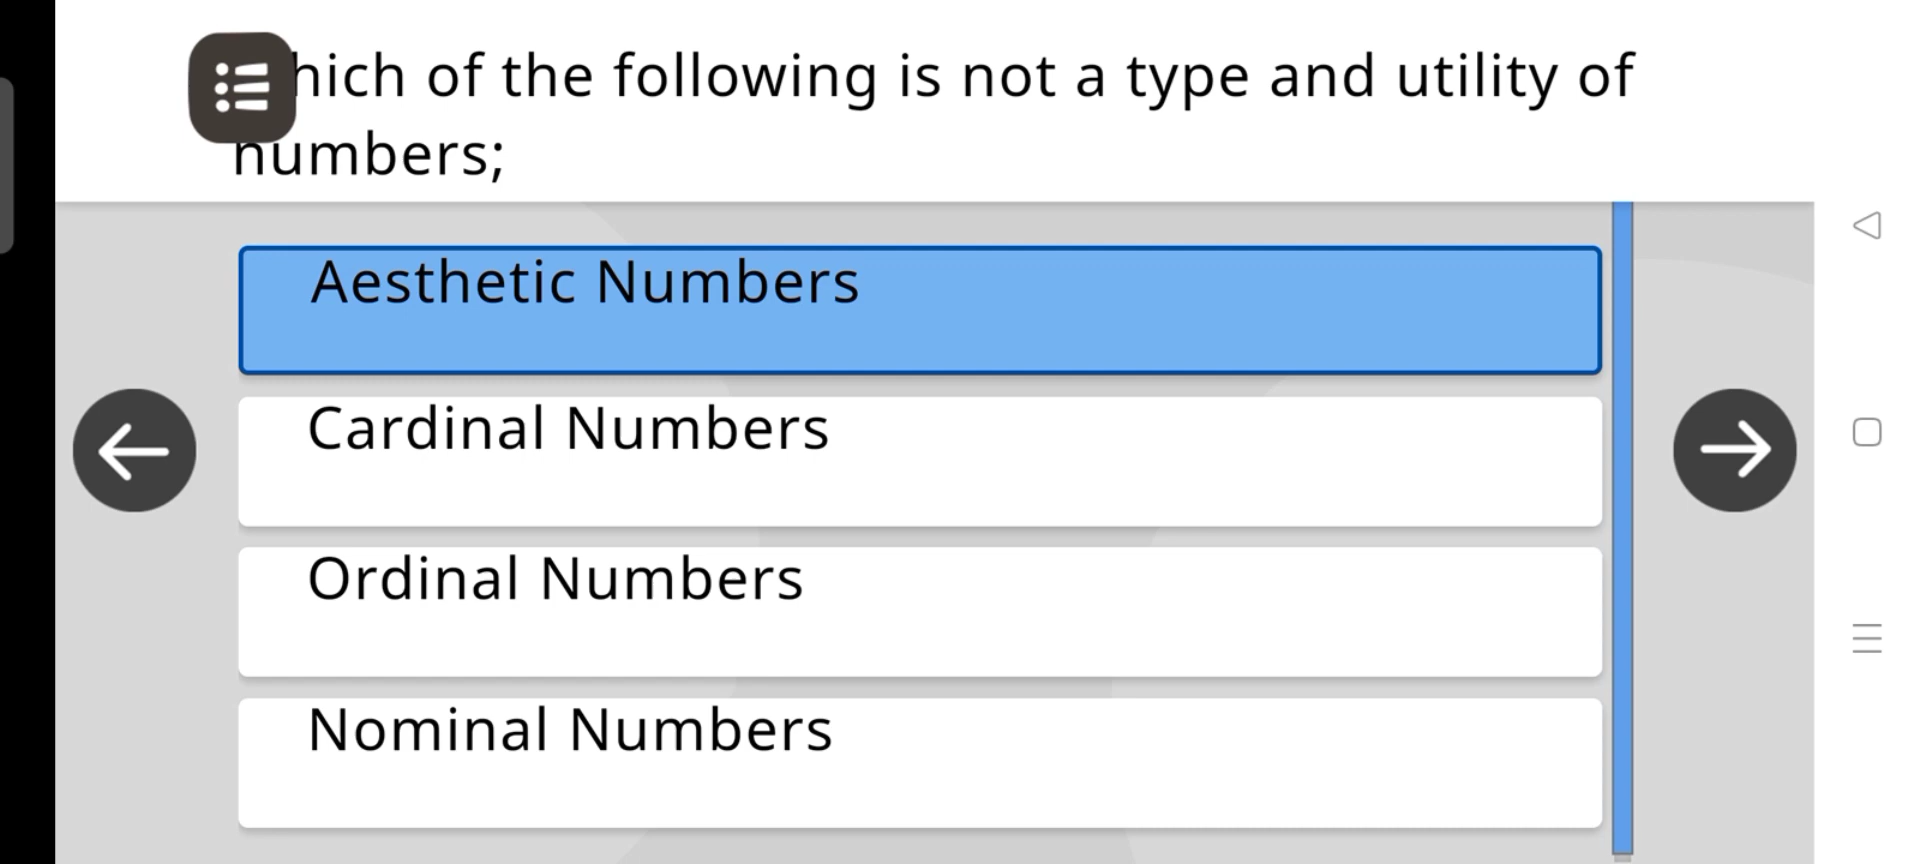 hich of the following is not a type and utility of
numbers;
Aesthetic Numbers
Cardinal Numbers
Ordinal Numbers
Nominal Numbers